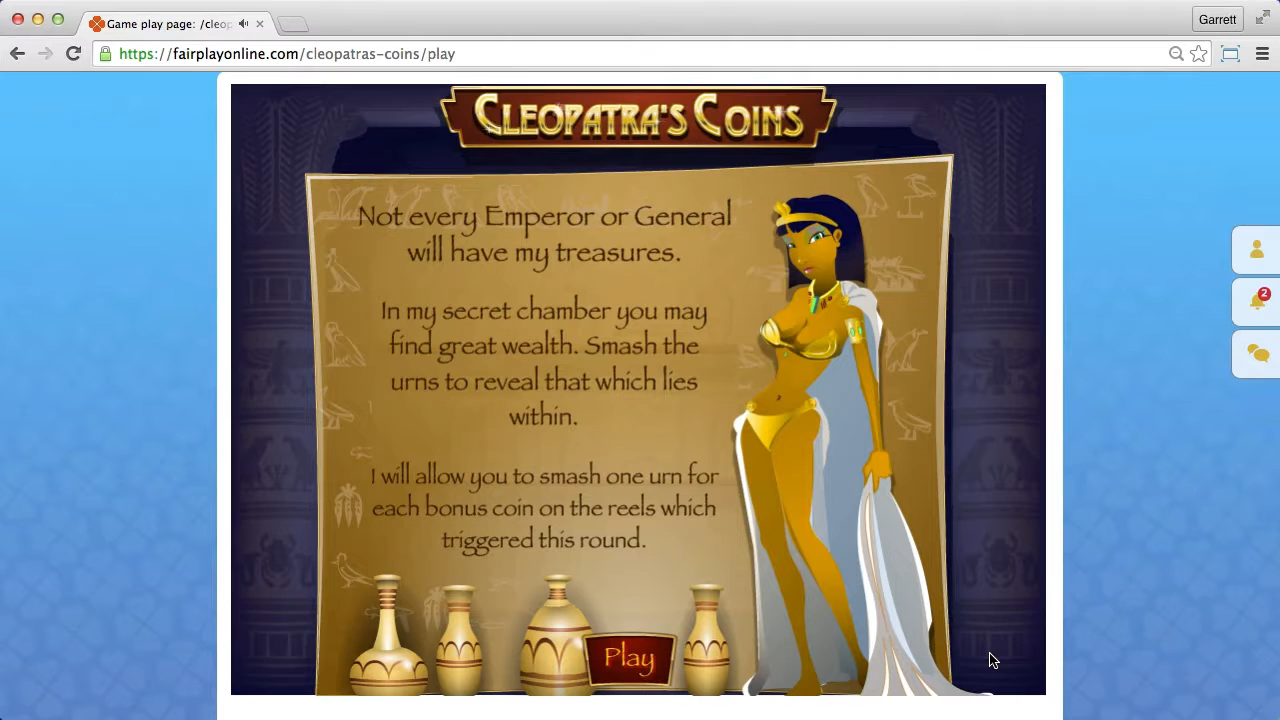 Game play page: /cleop
Garrett
https://fairplayonline.com/cleopatras-coins/play
CLEOPATRA'S COINS
Not every Emperor or General
will have my treasures.
In my secret chamber you may
find great wealth. Smash the
urns to reveal that which lies
within.
I will allow you to smash one urn for
each bonus coin on the reels which
triggered this round.
Play
2